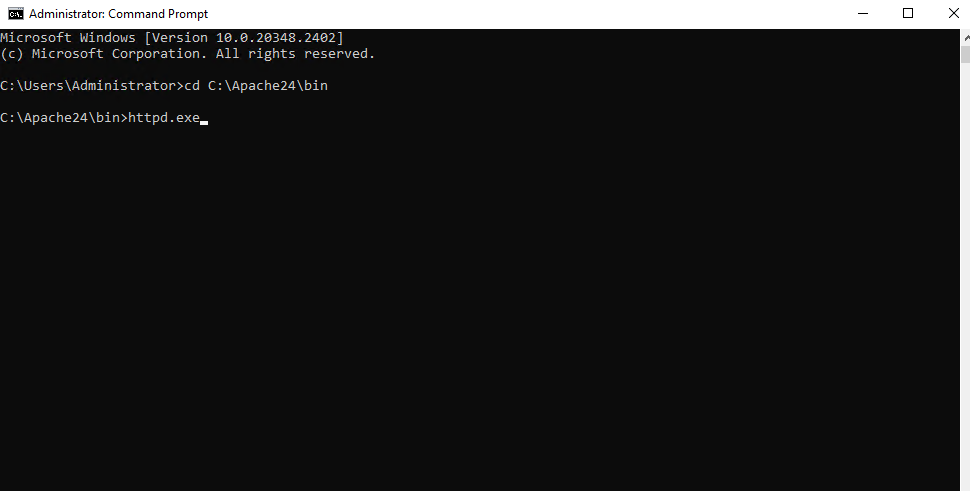 Administrator: Command Prompt
Microsoft Windows [Version 10.0.20348.2402]
(c) Microsoft Corporation. All rights reserved.
C:\Users\Administrator>cd C:\Apache24\bin
C:\Apache24\bin>httpd.exe